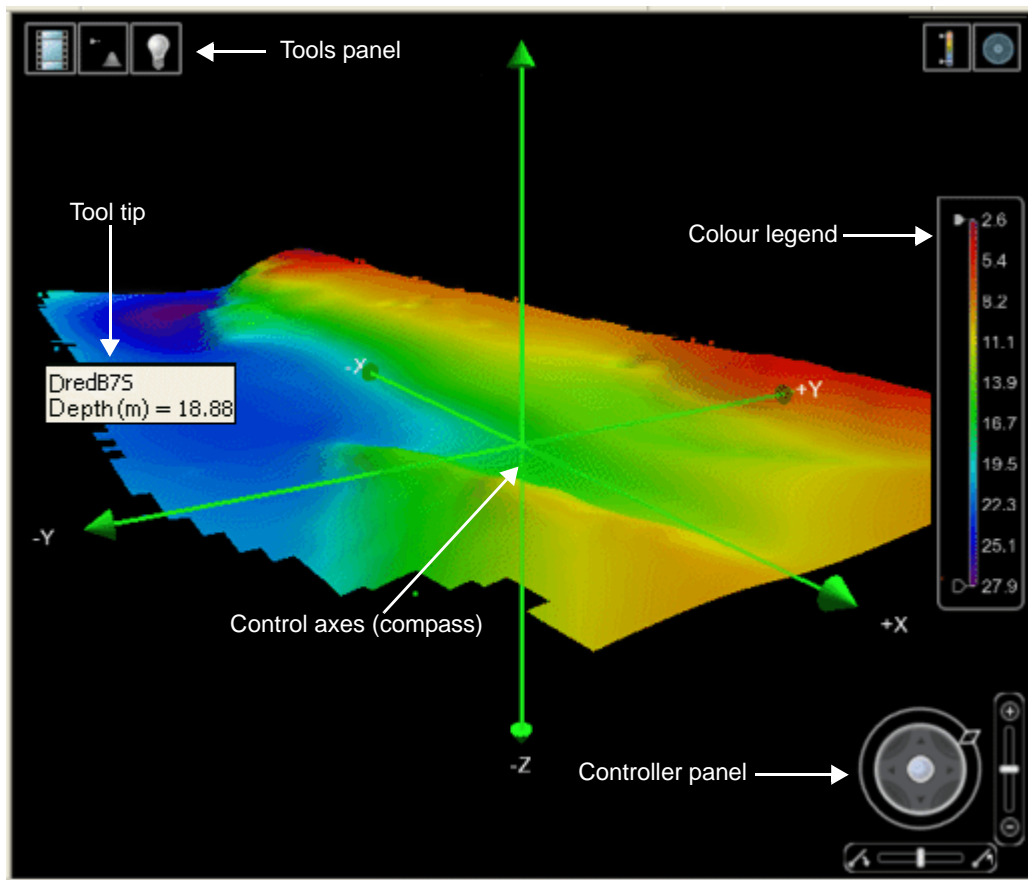 Tools panel
Tool tip
Colour legend
2.6
5.4
8.2
11.1
13.9
16.7
19.5
22.3
25.1
27.9
-X
+Y
DredB7S
Depth (m) = 18.88
-Y
Control axes (compass)
+X
-Z
Controller panel